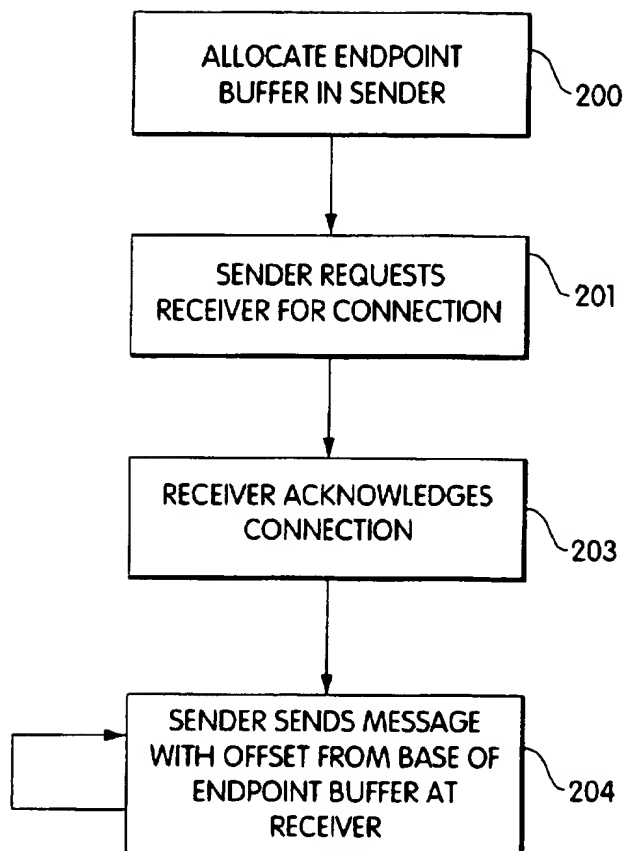 ALLOCATE ENDPOINT
BUFFER IN SENDER
200
SENDER REQUESTS
RECEIVER FOR CONNECTION
201
RECEIVER ACKNOWLEDGES
CONNECTION
203
SENDER SENDS MESSAGE
WITH OFFSET FROM BASE OF
ENDPOINT BUFFER AT
RECEIVER
204